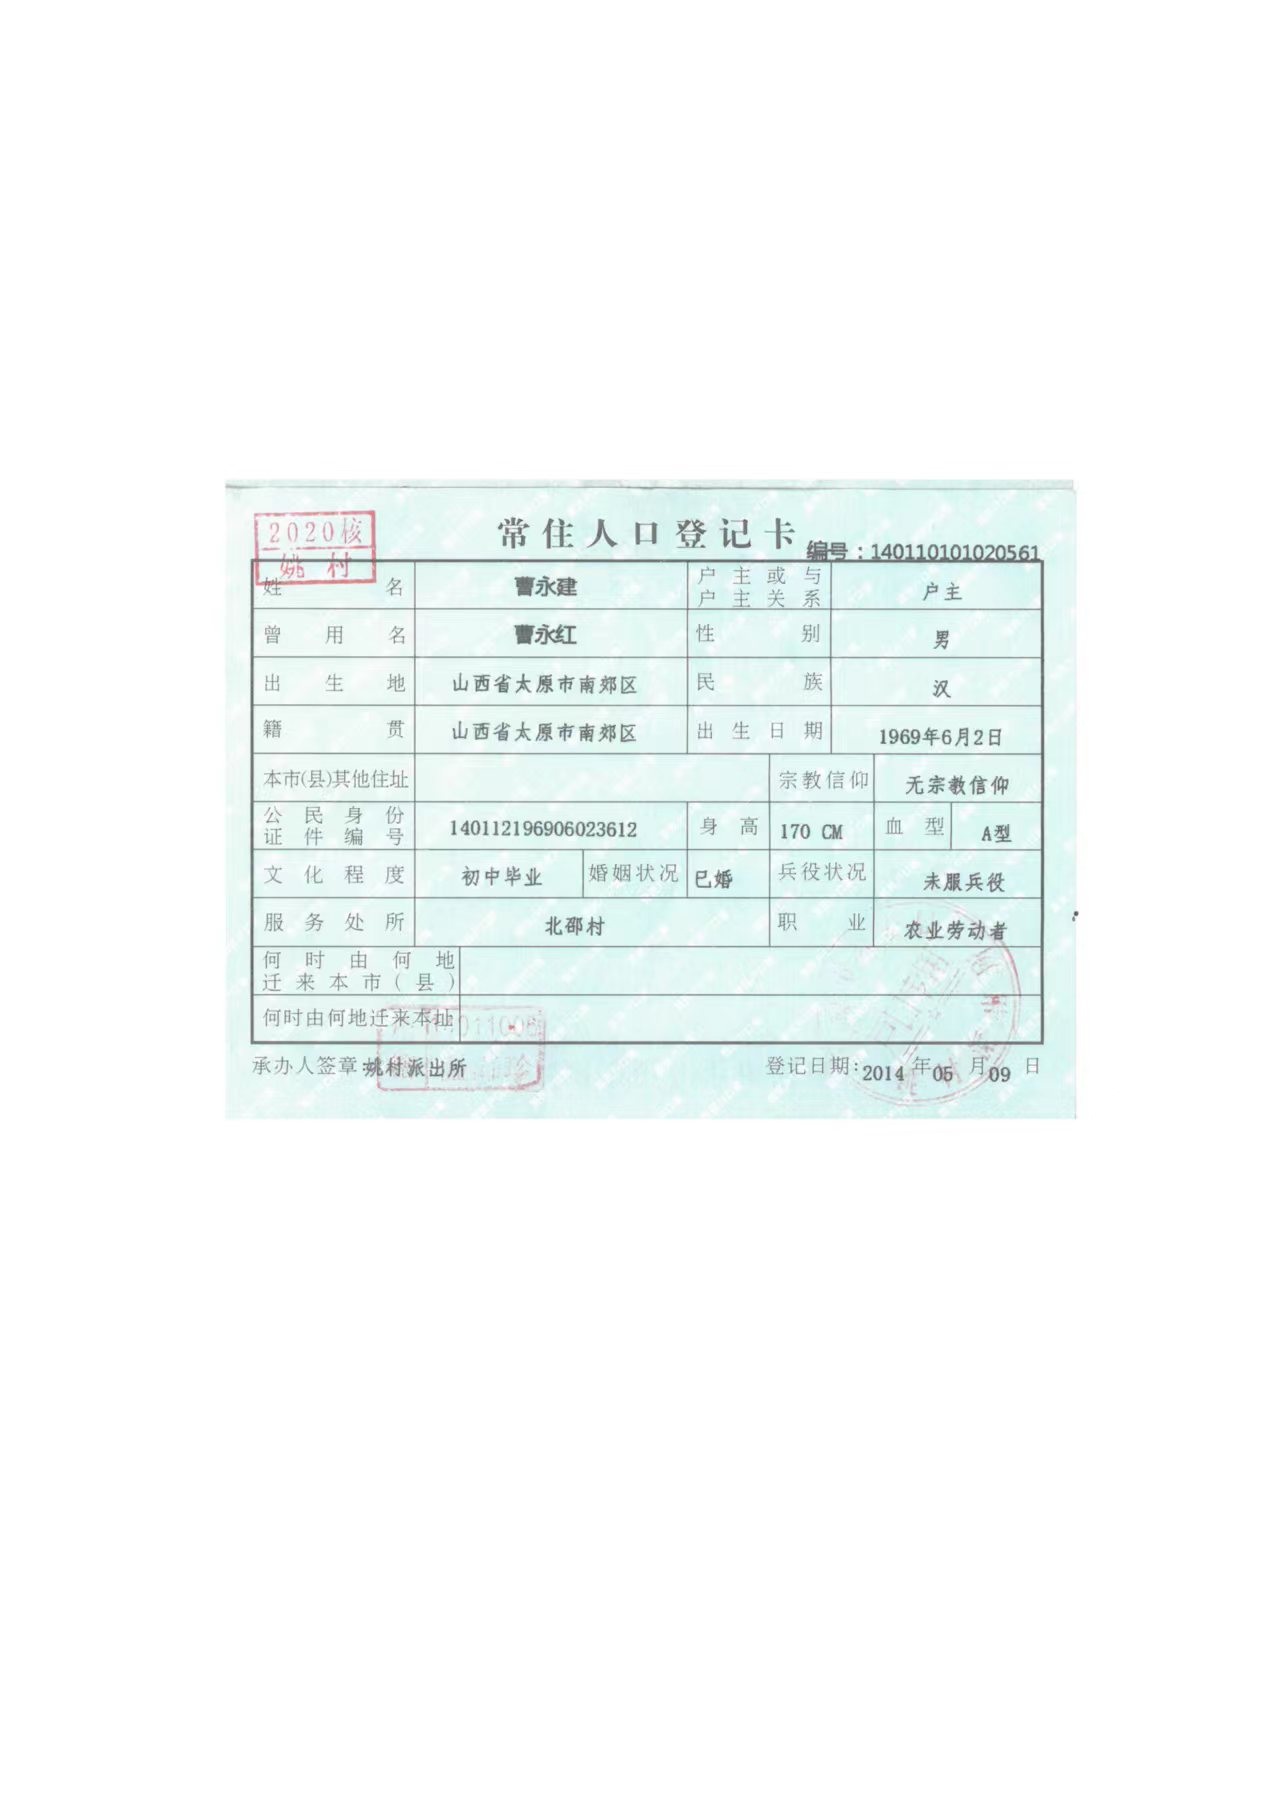 2020核
姚村
常住人口登记卡
编号：140110101020561
姓名 曹永建 户主或与户主关系 户主
曾用名 曹永红 性别 男
出生地 山西省太原市南郊区 民族 汉
籍贯 山西省太原市南郊区 出生日期 1969年6月2日
本市(县)其他住址 宗教信仰 无宗教信仰
公民身份证件编号 140112196906023612 身高 170 CM 血型 A型
文化程度 初中毕业 婚姻状况 已婚 兵役状况 未服兵役
服务处所 北邵村 职业 农业劳动者
何时由何地迁来本市(县)
何时由何地迁来本址
承办人签章:姚村派出所 登记日期:2014年05月09日